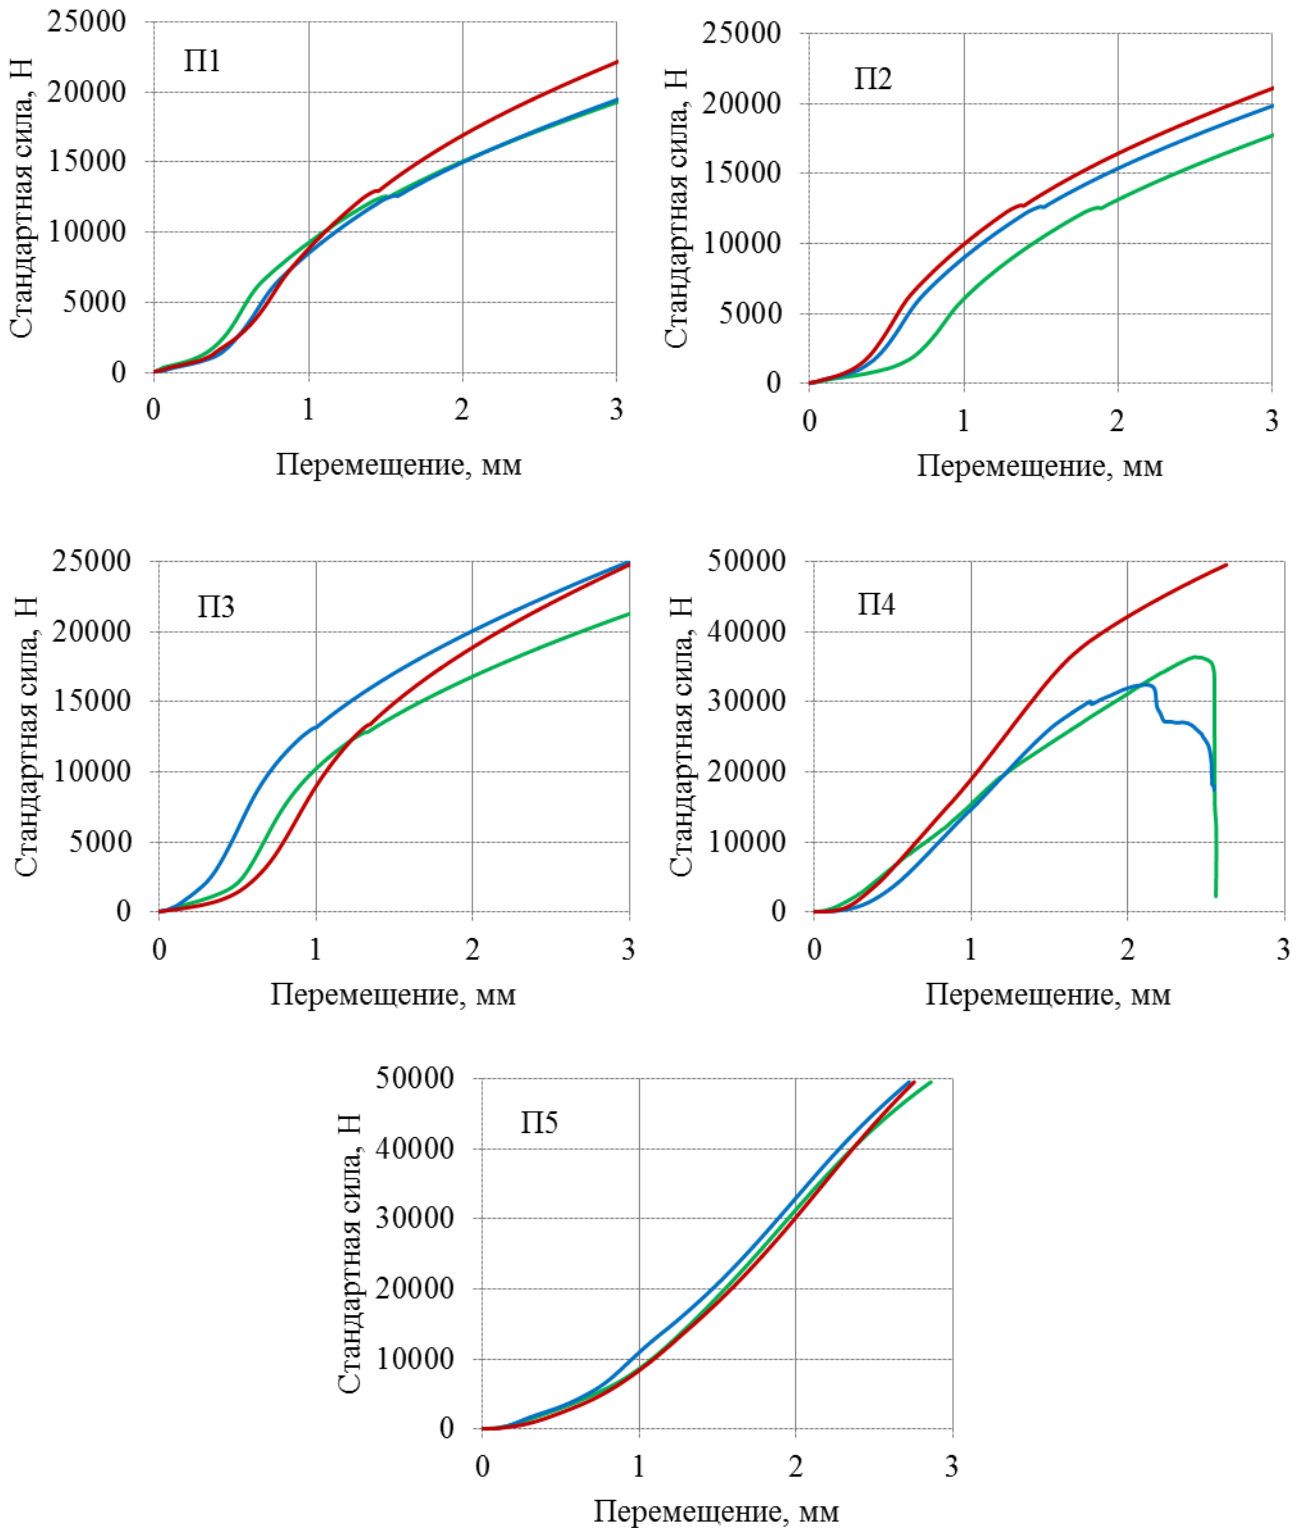 П1
Стандартная сила, Н
25000
20000
15000
10000
5000
0
0 1 2 3
Перемещение, мм
П2
Стандартная сила, Н
25000
20000
15000
10000
5000
0
0 1 2 3
Перемещение, мм
П3
Стандартная сила, Н
25000
20000
15000
10000
5000
0
0 1 2 3
Перемещение, мм
П4
Стандартная сила, Н
50000
40000
30000
20000
10000
0
0 1 2 3
Перемещение, мм
П5
Стандартная сила, Н
50000
40000
30000
20000
10000
0
0 1 2 3
Перемещение, мм